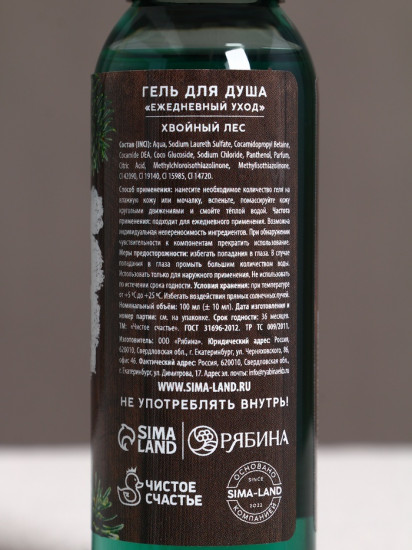 ГЕЛЬ ДЛЯ ДУША
«ЕЖЕДНЕВНЫЙ УХОД»
ХВОЙНЫЙ ЛЕС
Состав (INCI): Aqua, Sodium Laureth Sulfate, Cocamidopropyl Betaine,
Cocamide DEA, Coco Glucoside, Sodium Chloride, Panthenol, Parfum,
Citric Acid, Methylchloroisothiazolinone, Methylisothiazolinone,
CI 42090, CI 19140, CI 15985, CI 14720.
Способ применения: нанесите необходимое количество геля на
влажную кожу или мочалку, вспеньте, помассируйте кожу
круговыми движениями и смойте тёплой водой. Частота
применения: подходит для ежедневного применения. Возможна
индивидуальная непереносимость ингредиентов. При обнаружении
чувствительности к компонентам прекратить использование.
Меры предосторожности: избегать попадания в глаза. В случае
попадания в глаза промыть большим количеством воды.
Использовать только для наружного применения. Не использовать
по истечении срока годности. Условия хранения: при температуре
от +5 °C до +25 °C. Избегать воздействия прямых солнечных лучей.
Номинальный объём: 100 мл (± 10 мл). Дата изготовления и
номер партии: см. на упаковке. Срок годности: 36 месяцев.
ТМ: «Чистое счастье». ГОСТ 31696-2012. ТР ТС 009/2011.
Изготовитель: ООО «Рябина». Юридический адрес: Россия,
620010, Свердловская обл., г. Екатеринбург, ул. Черняховского, 86,
офис 46. Фактический адрес: Россия, 620010, Свердловская обл.,
г. Екатеринбург, ул. Димитрова, 17. Адрес эл. почты:
WWW.SIMA-LAND.RU
НЕ УПОТРЕБЛЯТЬ ВНУТРЬ!
SIMA LAND
РЯБИНА
ЧИСТОЕ СЧАСТЬЕ
ОСНОВАНО
SINCE
SIMA-LAND
КОМПАНИЕЙ